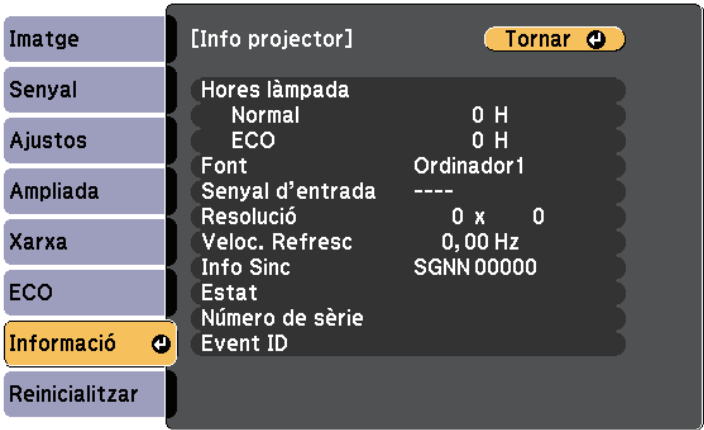 Imatge
Senyal
Ajustos
Ampliada
Xarxa
ECO
Informació
Reinicialitzar
[Info projector]
Tornar
Hores làmpada
Normal 0 H
ECO 0 H
Font Ordinador1
Senyal d'entrada ----
Resolució 0 x 0
Veloc. Refresc 0,00 Hz
Info Sinc SGNN 00000
Estat
Número de sèrie
Event ID